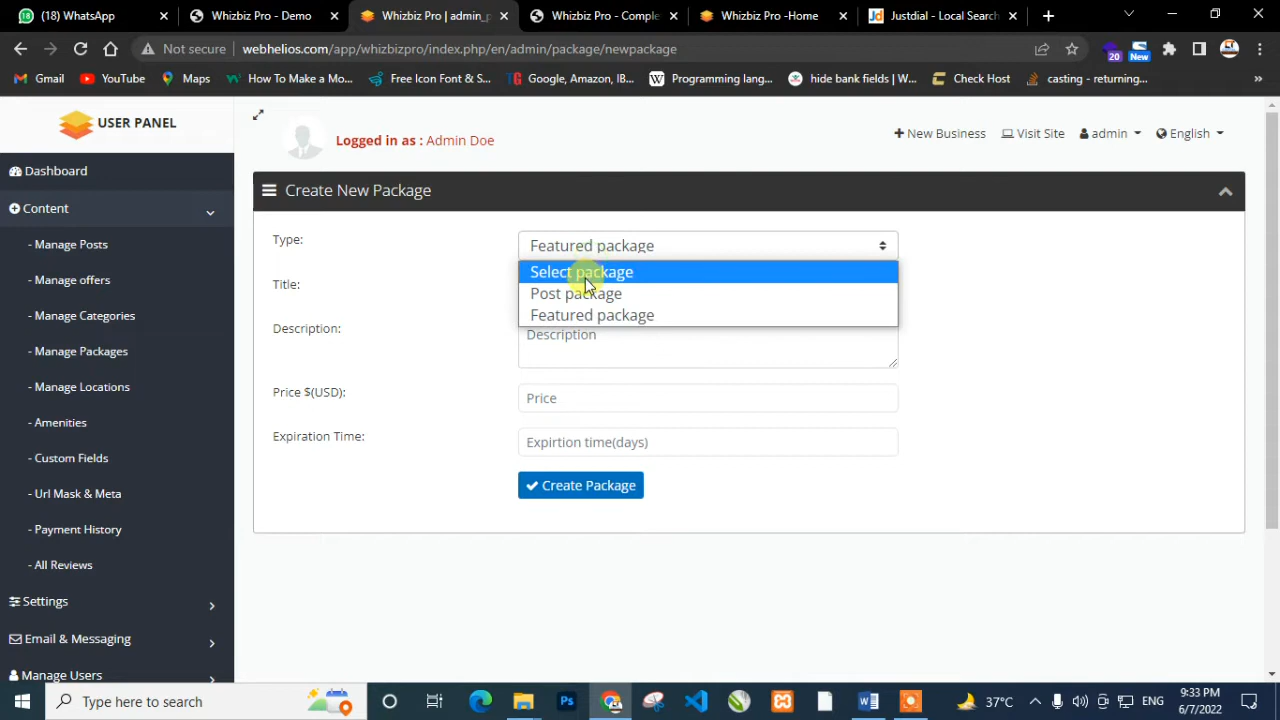 (18) WhatsApp
Whizbiz Pro - Demo
Whizbiz Pro | admin_p
Whizbiz Pro - Comple
Whizbiz Pro -Home
Justdial - Local Search
Not secure
webhelios.com/app/whizbizpro/index.php/en/admin/package/newpackage
20
New
Gmail
YouTube
Maps
How To Make a Mo...
Free Icon Font & S...
Google, Amazon, IB...
Programming lang...
hide bank fields | W...
Check Host
casting - returning...
»
USER PANEL
Logged in as : Admin Doe
New Business
Visit Site
admin
English
Dashboard
Content
- Manage Posts
- Manage offers
- Manage Categories
- Manage Packages
- Manage Locations
- Amenities
- Custom Fields
- Url Mask & Meta
- Payment History
- All Reviews
Settings
Email & Messaging
Manage Users
Create New Package
Type:
Featured package
Select package
Post package
Featured package
Title:
Description:
Description
Price $(USD):
Price
Expiration Time:
Expirtion time(days)
Create Package
Type here to search
Ps
37°C
ENG
9:33 PM
6/7/2022